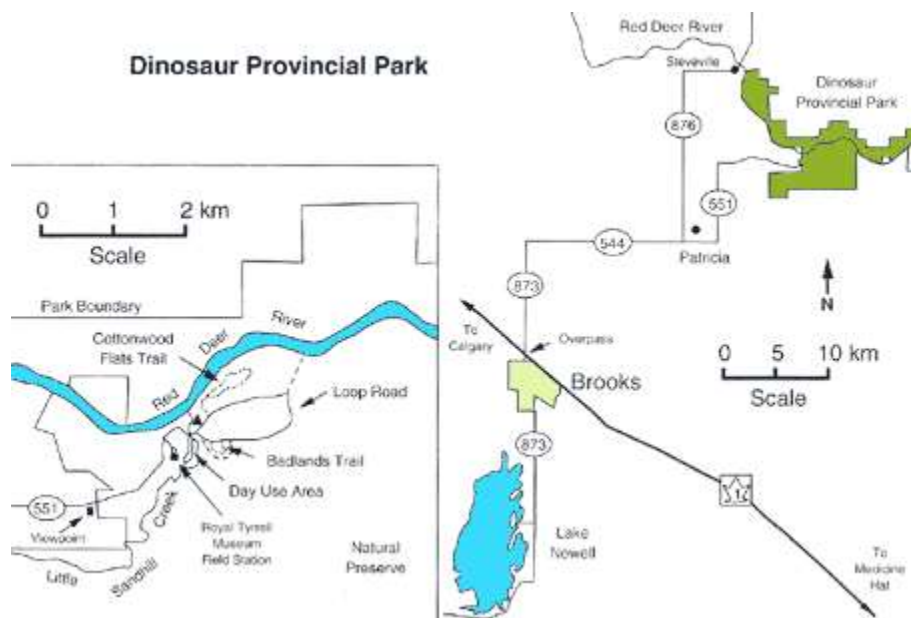 Dinosaur Provincial Park
0 1 2 km
Scale
Park Boundary
Cottonwood
Flats Trail
Red Deer River
Loop Road
Badlands Trail
Day Use Area
551
Viewpoint
Royal Tyrrell
Museum
Field Station
Little Sandhill Creek
Natural
Preserve
Red Deer River
Steveville
Dinosaur
Provincial Park
876
551
544
Patricia
873
N
To
Calgary
Overpass
0 5 10 km
Scale
Brooks
873
1
Lake
Newell
To
Medicine
Hat